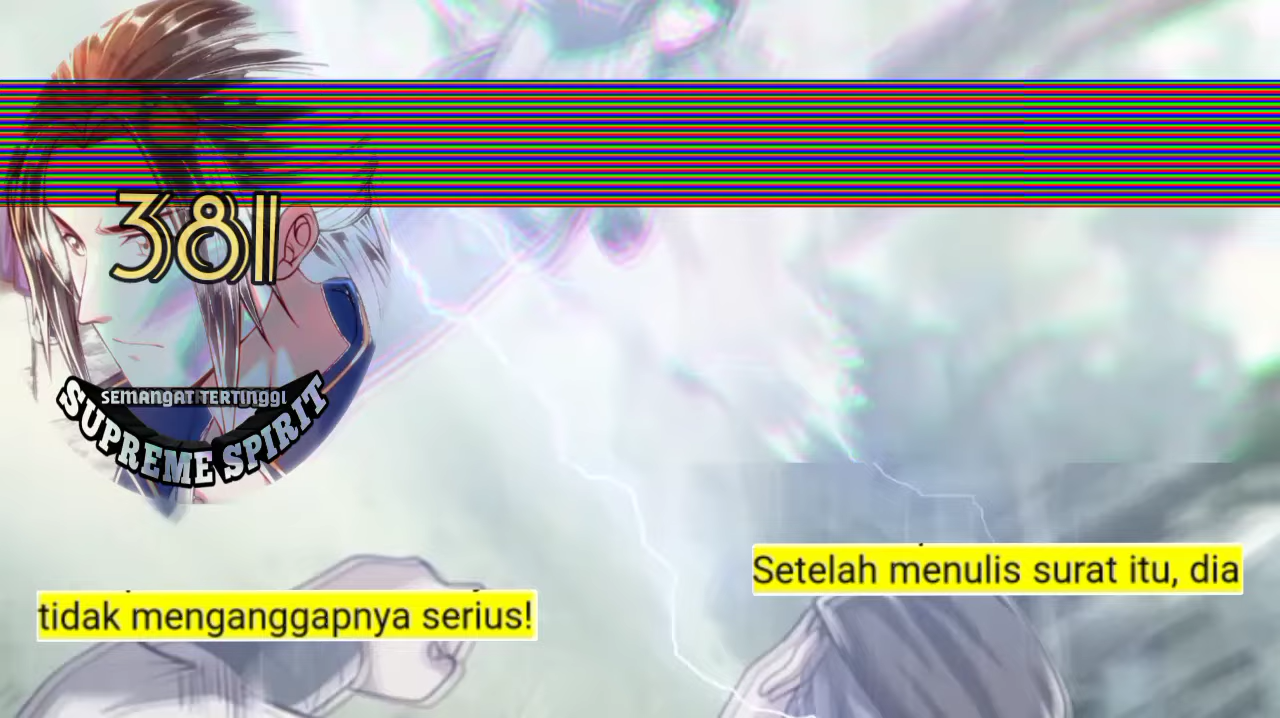 381
SEMANGAT TERTINGGI
SUPREME SPIRIT
Setelah menulis surat itu, dia
tidak menganggapnya serius!